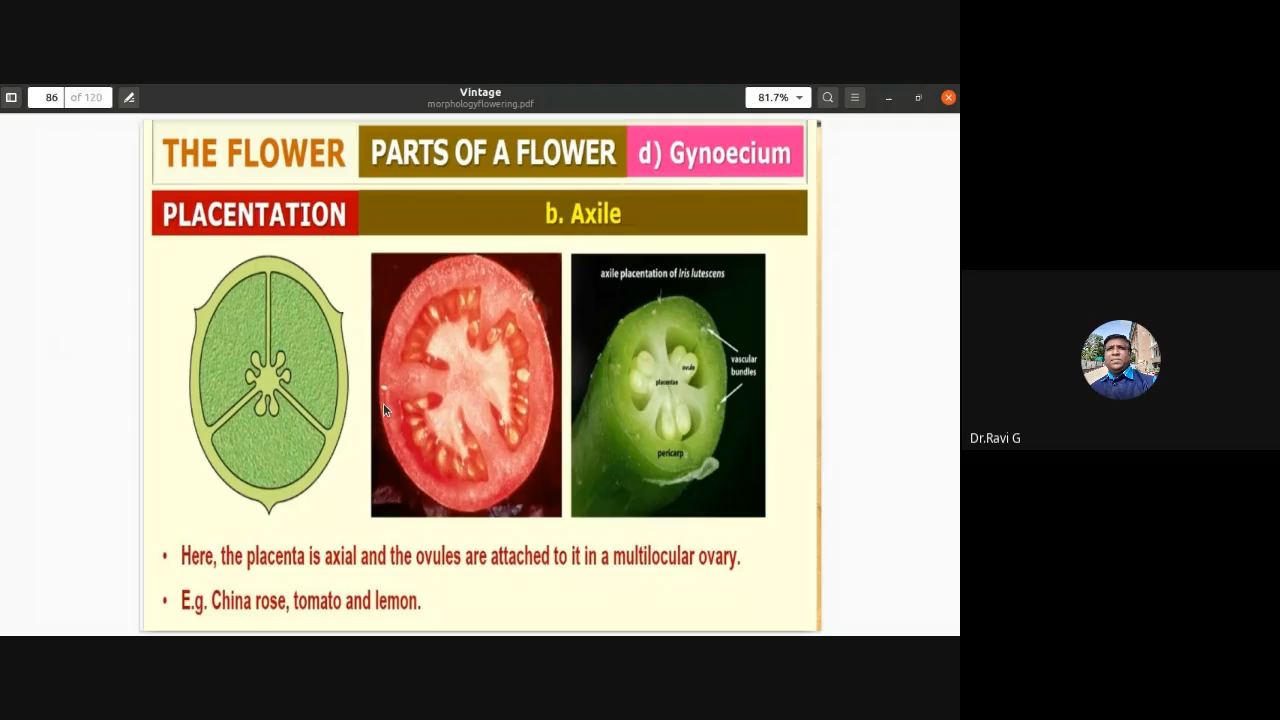 86 of 120
Vintage
morphologyflowering.pdf
81.7%
THE FLOWER PARTS OF A FLOWER d) Gynoecium
PLACENTATION b. Axile
axile placentation of Iris lutescens
ovule
vascular
bundles
placentae
pericarp
• Here, the placenta is axial and the ovules are attached to it in a multilocular ovary.
• E.g. China rose, tomato and lemon.
Dr.Ravi G